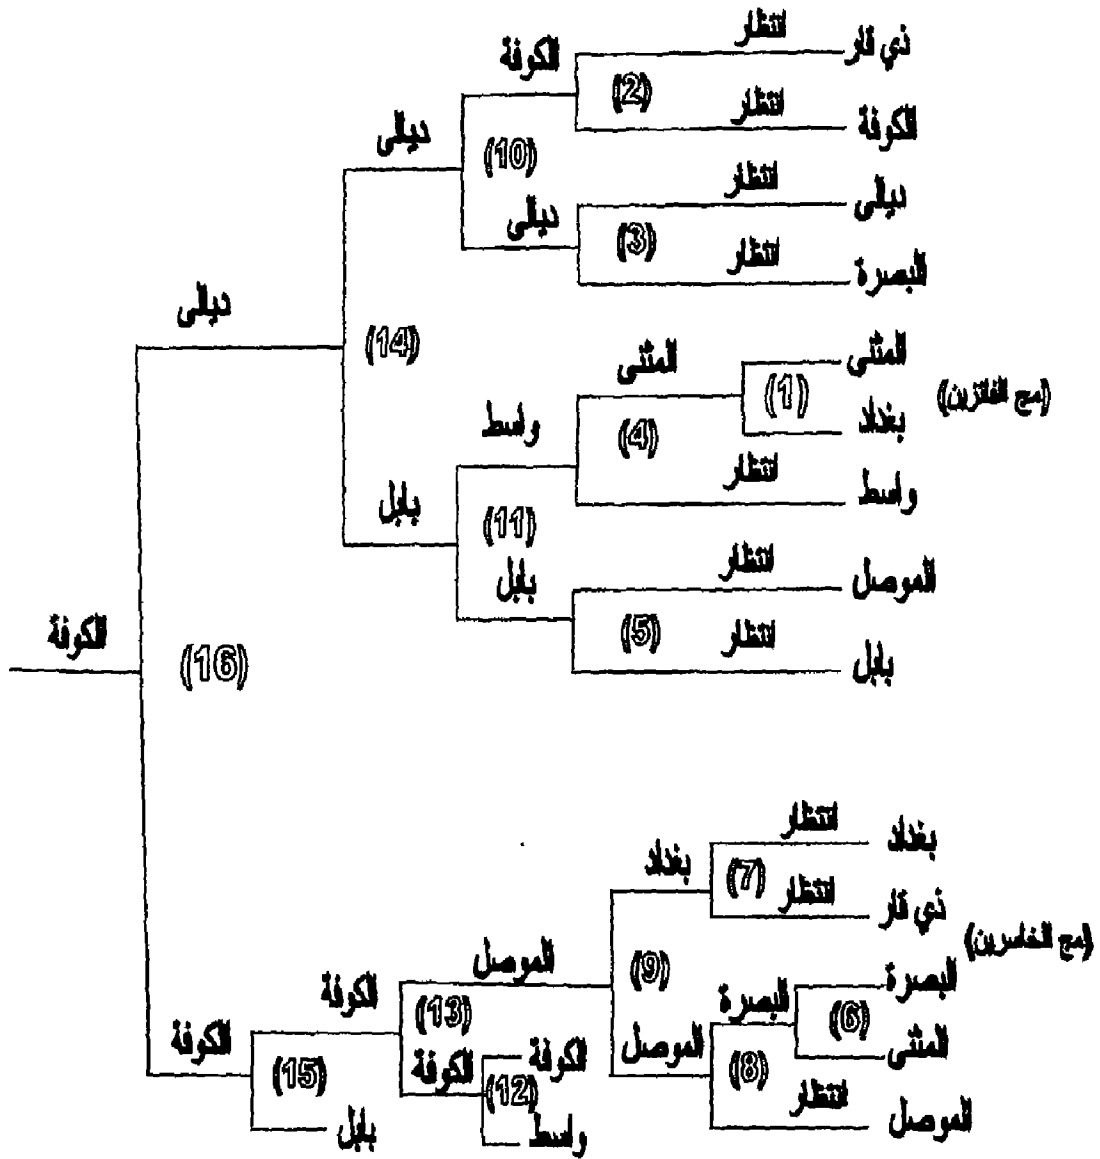 انتظار
ذي قار
الكوفة
(2)
انتظار
الكوفة
ديالى
(10)
انتظار
ديالى
ديالى
(3)
انتظار
البصرة
ديالى
(14)
المثنى
المثنى
(1)
(مج الفائزين)
واسط
(4)
بغداد
انتظار
واسط
بابل
(11)
انتظار
الموصل
بابل
(5)
انتظار
بابل
الكوفة
(16)
انتظار
بغداد
بغداد
(7)
انتظار
ذي قار
(مج الخاسرين)
الموصل
(9)
البصرة
البصرة
(6)
المثنى
الكوفة
(13)
الموصل
(8)
انتظار
الموصل
الكوفة
(15)
الكوفة
(12)
الكوفة
واسط
بابل